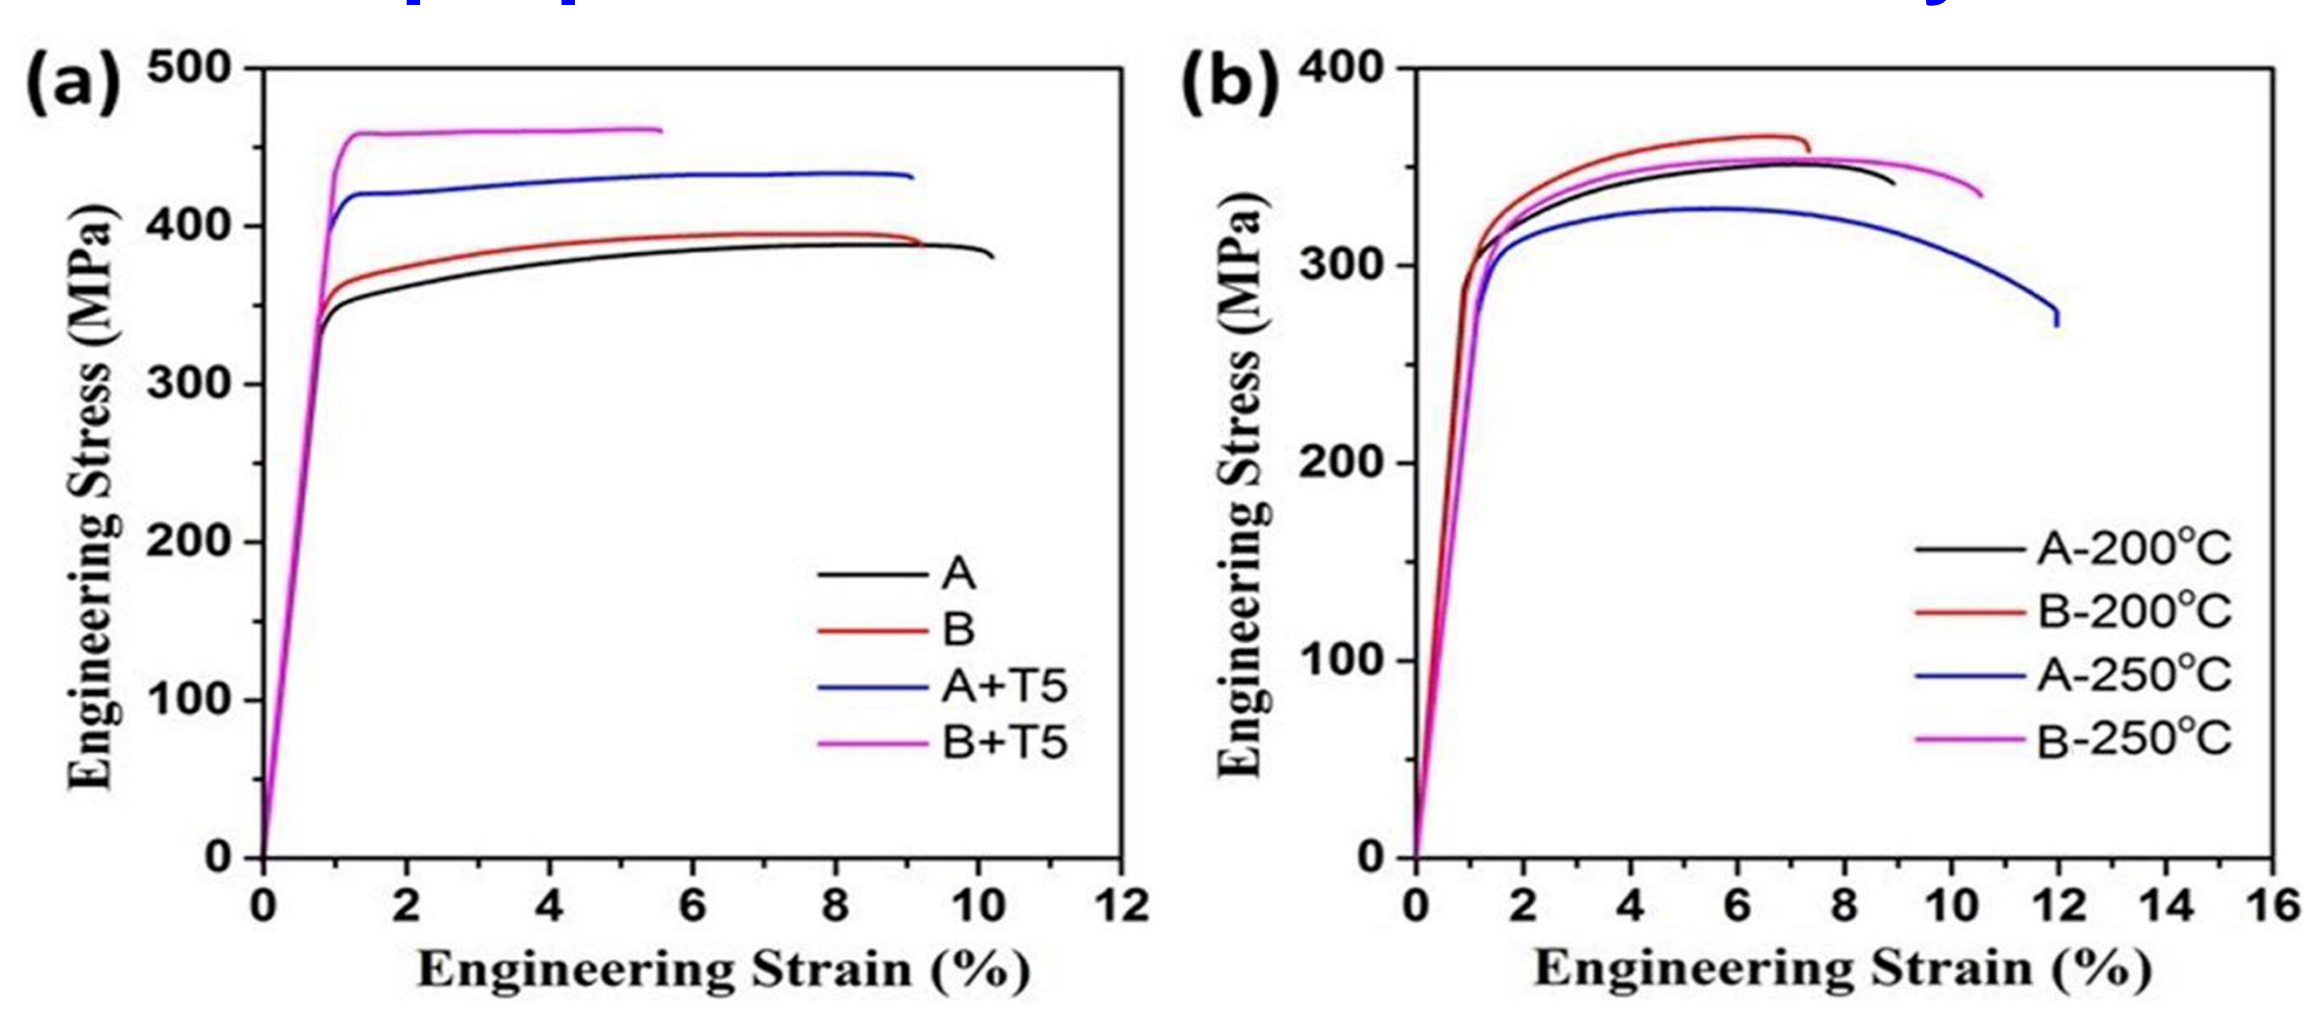 (a)
500
400
300
200
100
0
0 2 4 6 8 10 12
Engineering Stress (MPa)
Engineering Strain (%)
A
B
A+T5
B+T5
(b)
400
300
200
100
0
0 2 4 6 8 10 12 14 16
Engineering Stress (MPa)
Engineering Strain (%)
A-200°C
B-200°C
A-250°C
B-250°C